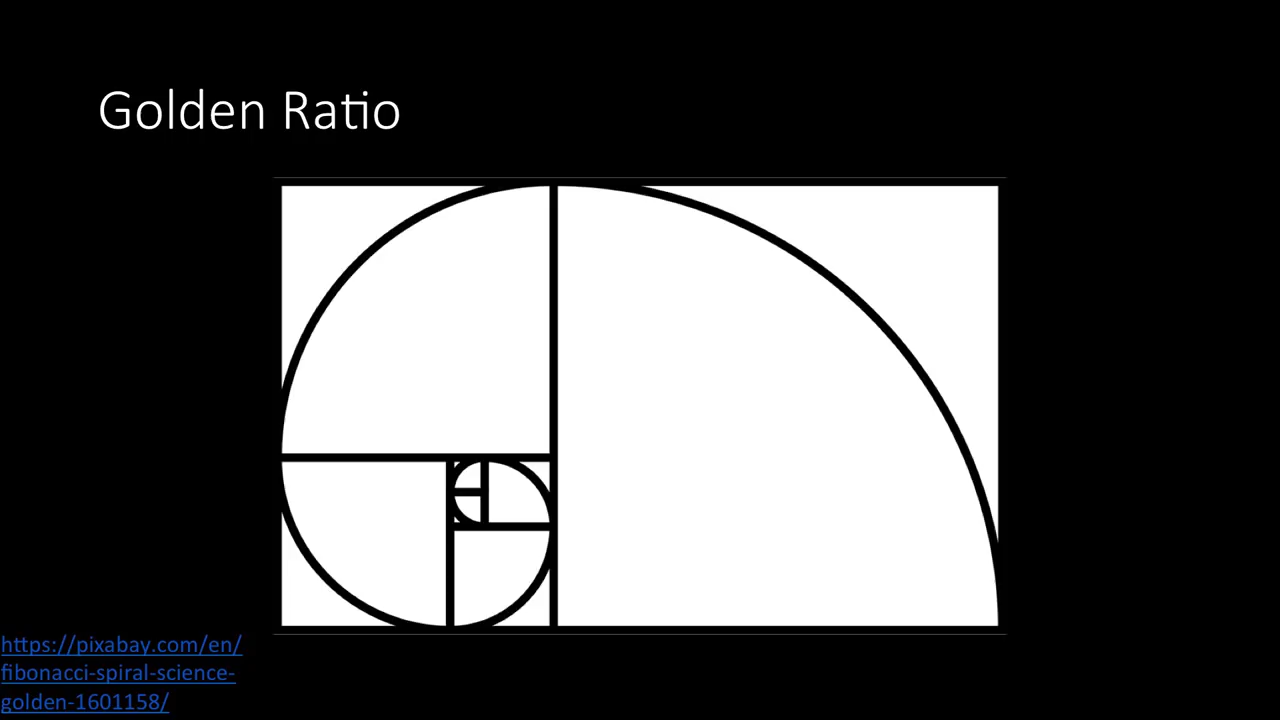 Golden Ratio
https://pixabay.com/en/
fibonacci-spiral-science-
golden-1601158/